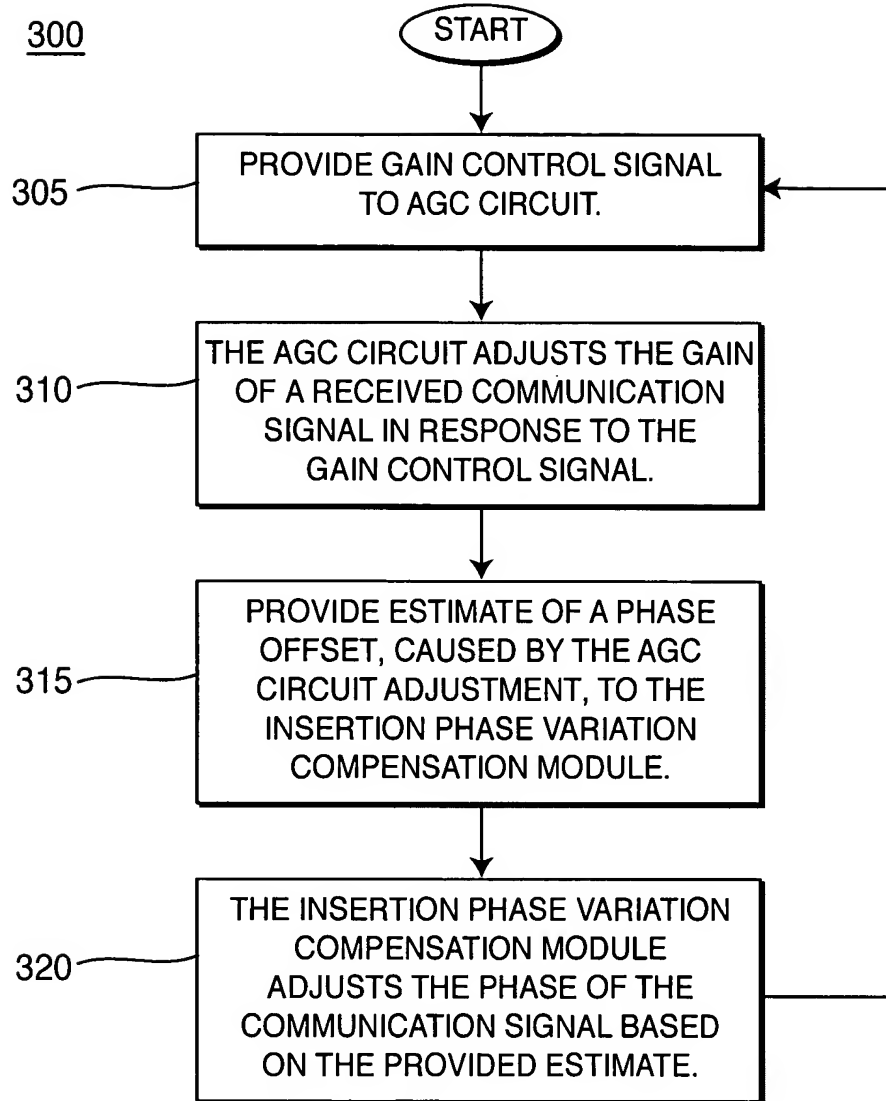 300
START
305
PROVIDE GAIN CONTROL SIGNAL
TO AGC CIRCUIT.
310
THE AGC CIRCUIT ADJUSTS THE GAIN
OF A RECEIVED COMMUNICATION
SIGNAL IN RESPONSE TO THE
GAIN CONTROL SIGNAL.
315
PROVIDE ESTIMATE OF A PHASE
OFFSET, CAUSED BY THE AGC
CIRCUIT ADJUSTMENT, TO THE
INSERTION PHASE VARIATION
COMPENSATION MODULE.
320
THE INSERTION PHASE VARIATION
COMPENSATION MODULE
ADJUSTS THE PHASE OF THE
COMMUNICATION SIGNAL BASED
ON THE PROVIDED ESTIMATE.